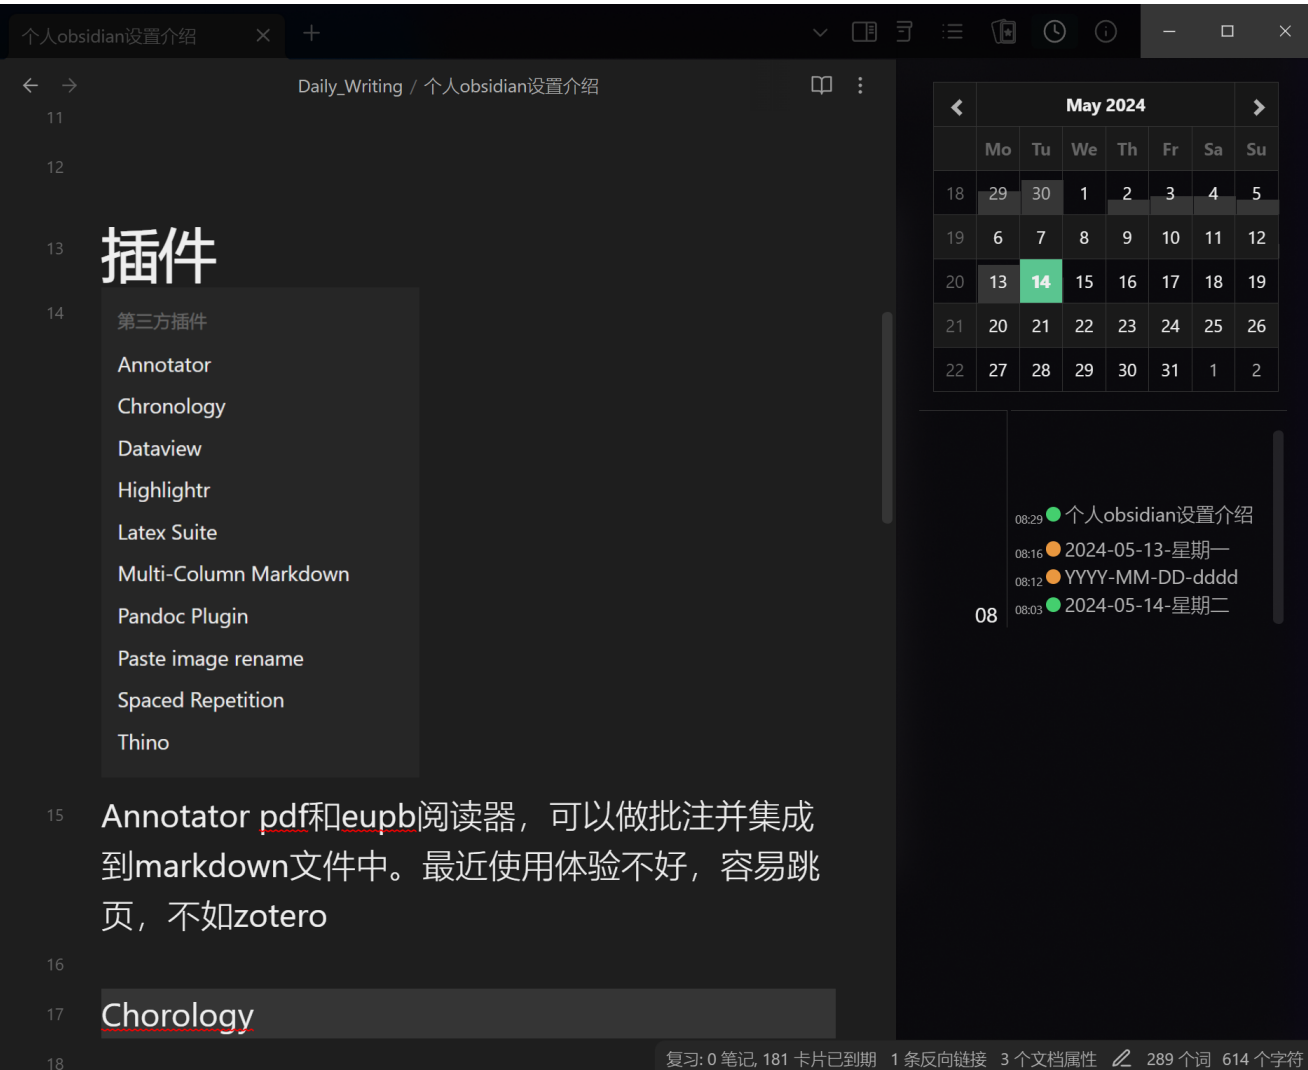 个人obsidian设置介绍
Daily_Writing / 个人obsidian设置介绍
11
12
13 插件
14
第三方插件
Annotator
Chronology
Dataview
Highlightr
Latex Suite
Multi-Column Markdown
Pandoc Plugin
Paste image rename
Spaced Repetition
Thino
15 Annotator pdf和eupb阅读器，可以做批注并集成
到markdown文件中。最近使用体验不好，容易跳
页，不如zotero
16
17 Chorology
18
May 2024
Mo Tu We Th Fr Sa Su
18 29 30 1 2 3 4 5
19 6 7 8 9 10 11 12
20 13 14 15 16 17 18 19
21 20 21 22 23 24 25 26
22 27 28 29 30 31 1 2
08:29 个人obsidian设置介绍
08:16 2024-05-13-星期一
08:12 YYYY-MM-DD-dddd
08 08:03 2024-05-14-星期二
复习: 0 笔记, 181 卡片已到期 1 条反向链接 3 个文档属性 289 个词 614 个字符